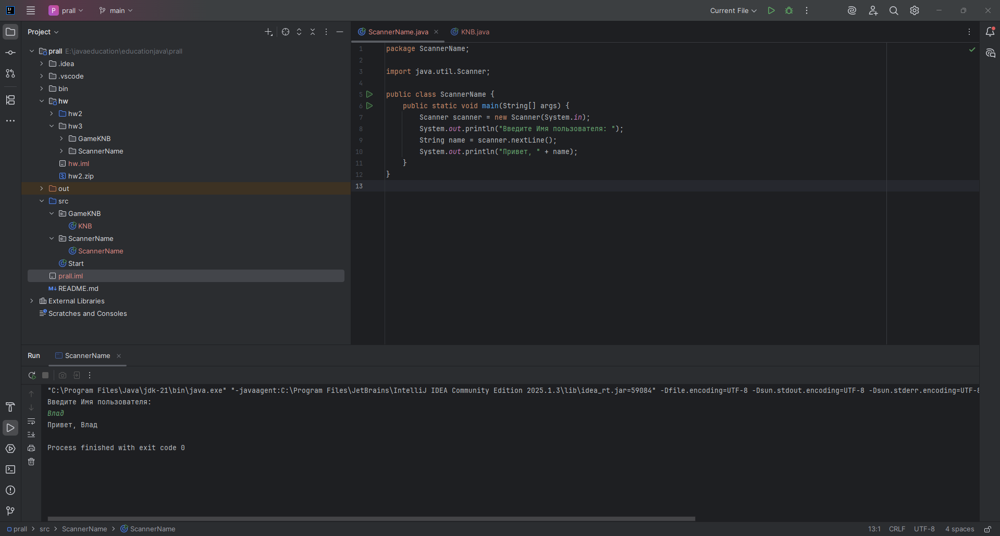 P prall main Current File
Project
ScannerName.java KNB.java
prall E:\javaeducation\educationjava\prall
.idea
.vscode
bin
hw
hw2
hw3
GameKNB
ScannerName
hw.iml
hw2.zip
out
src
GameKNB
KNB
ScannerName
ScannerName
Start
prall.iml
M↓ README.md
External Libraries
Scratches and Consoles
1 package ScannerName;
2
3 import java.util.Scanner;
4
5 public class ScannerName {
6 public static void main(String[] args) {
7 Scanner scanner = new Scanner(System.in);
8 System.out.println("Введите Имя пользователя: ");
9 String name = scanner.nextLine();
10 System.out.println("Привет, " + name);
11 }
12 }
13
Run ScannerName
"C:\Program Files\Java\jdk-21\bin\java.exe" "-javaagent:C:\Program Files\JetBrains\IntelliJ IDEA Community Edition 2025.1.3\lib\idea_rt.jar=59084" -Dfile.encoding=UTF-8 -Dsun.stdout.encoding=UTF-8 -Dsun.stderr.encoding=UTF-8
Введите Имя пользователя:
Влад
Привет, Влад
Process finished with exit code 0
prall > src > ScannerName > ScannerName 13:1 CRLF UTF-8 4 spaces